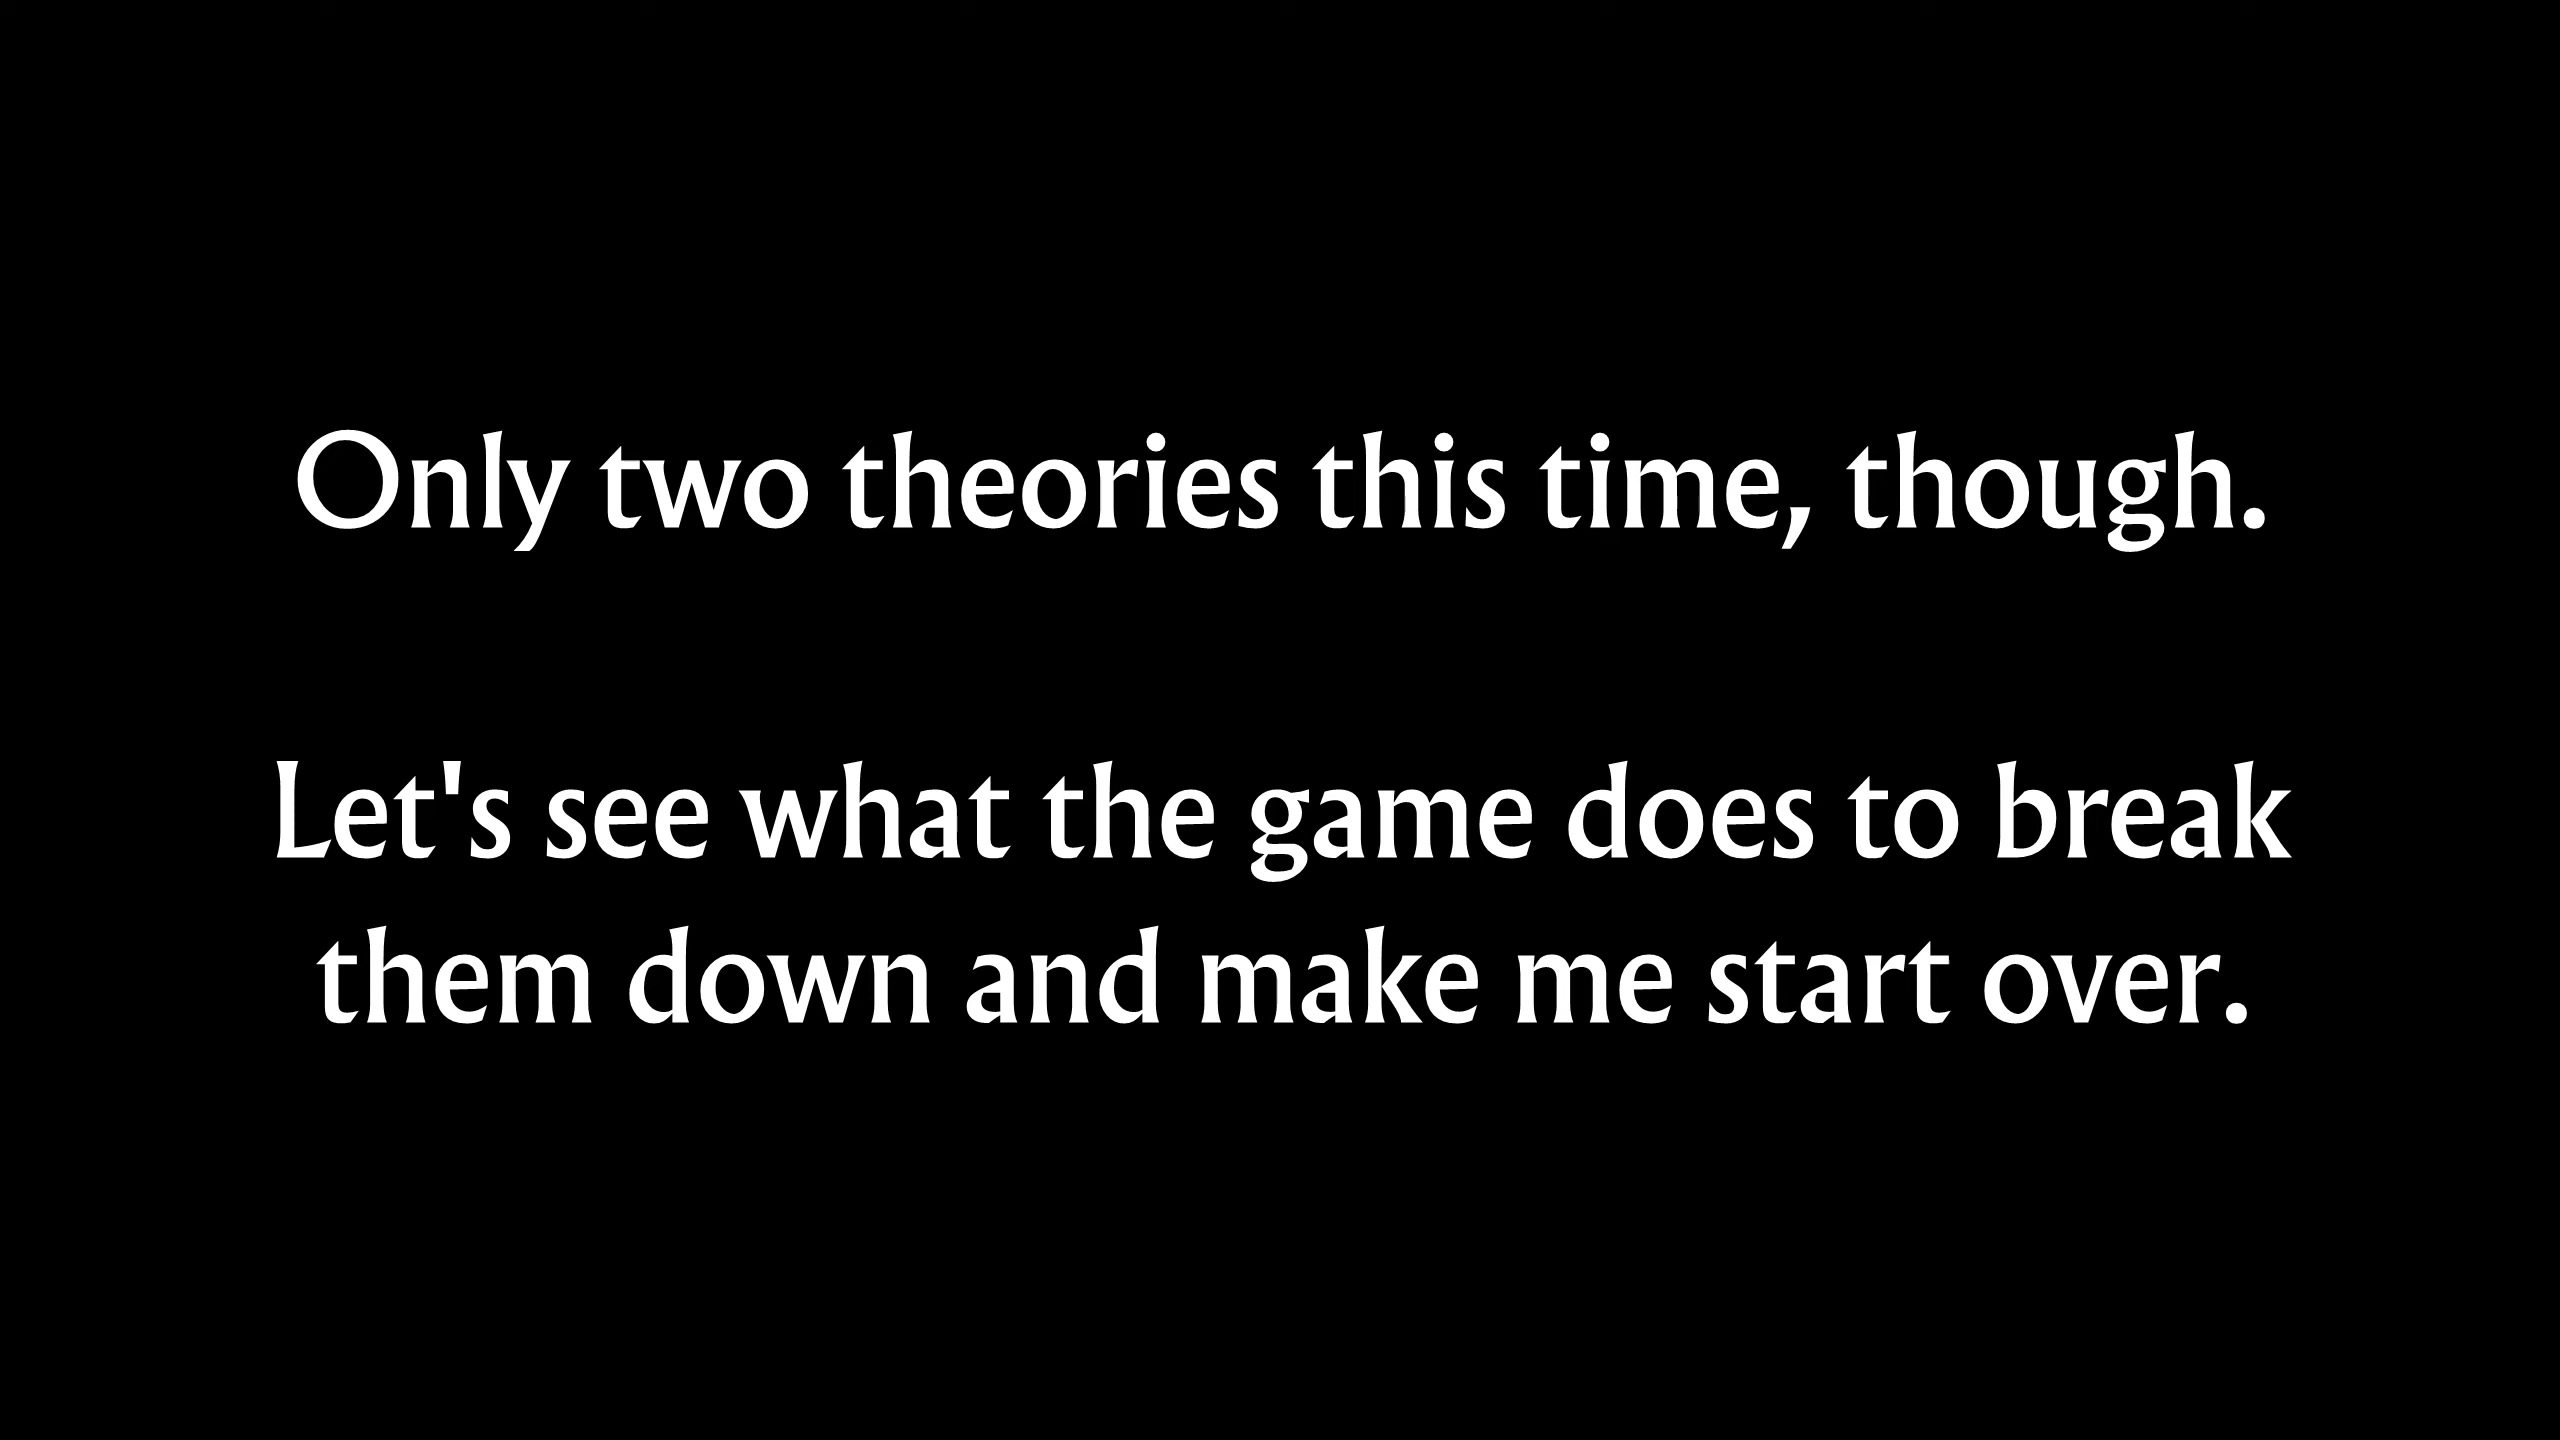 Only two theories this time, though.
Let's see what the game does to break
them down and make me start over.